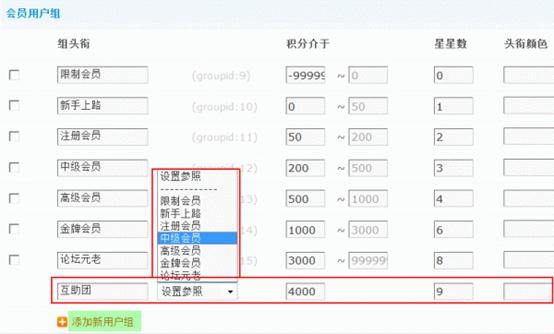 会员用户组
组头衔 积分介于 星星数 头衔颜色
限制会员 (groupid:9) -99999 ~ 0 0
新手上路 (groupid:10) 0 ~ 50 1
注册会员 (groupid:11) 50 ~ 200 2
中级会员 (groupid:12) 200 ~ 500 3
高级会员 13) 500 ~ 1000 4
金牌会员 14) 1000 ~ 3000 6
论坛元老 15) 3000 ~ 99999 8
设置参照
------------
限制会员
新手上路
注册会员
中级会员
高级会员
金牌会员
论坛元老
互助团 设置参照 4000 9
添加新用户组